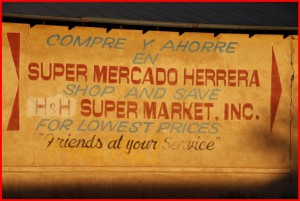 COMPRE Y AHORRE
EN
SUPER MERCADO HERRERA
SHOP AND SAVE
H&H SUPER MARKET, INC.
FOR LOWEST PRICES
"Friends at your Service"